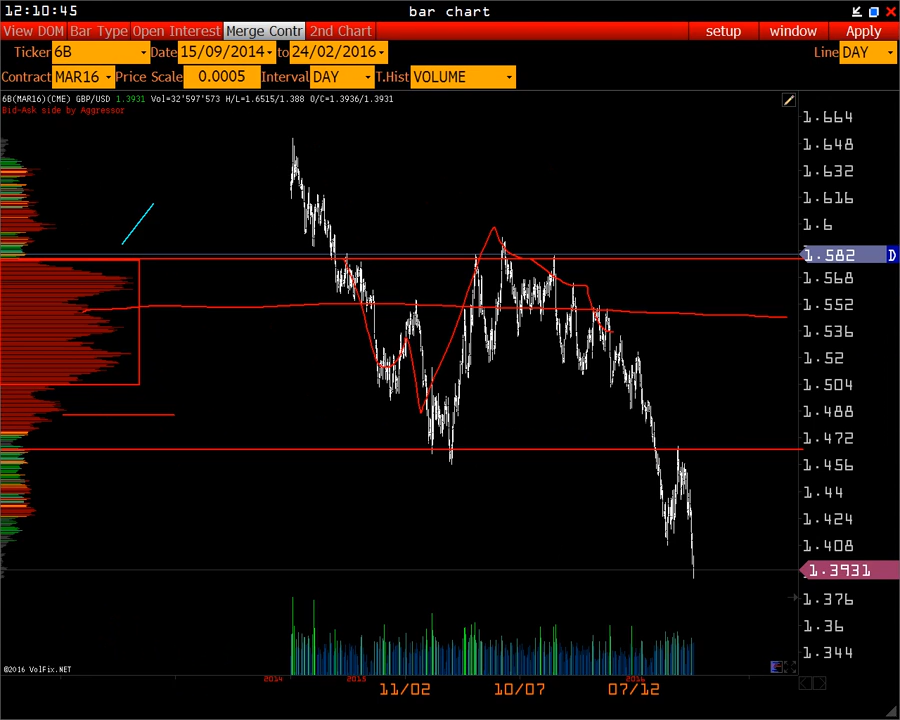 12:10:45 bar chart
View DOM Bar Type Open Interest Merge Contr 2nd Chart setup window Apply
Ticker 6B Date 15/09/2014 to 24/02/2016 Line DAY
Contract MAR16 Price Scale 0.0005 Interval DAY T.Hist VOLUME
6B(MAR16)(CME) GBP/USD 1.3931 Vol=32'597'573 H/L=1.6515/1.388 O/C=1.3936/1.3931
Bid-Ask side by Aggressor
1.664
1.648
1.632
1.616
1.6
1.582 D
1.568
1.552
1.536
1.52
1.504
1.488
1.472
1.456
1.44
1.424
1.408
1.3931
1.376
1.36
1.344
©2016 VolFix.NET
2014 2015 2016
11/02 10/07 07/12